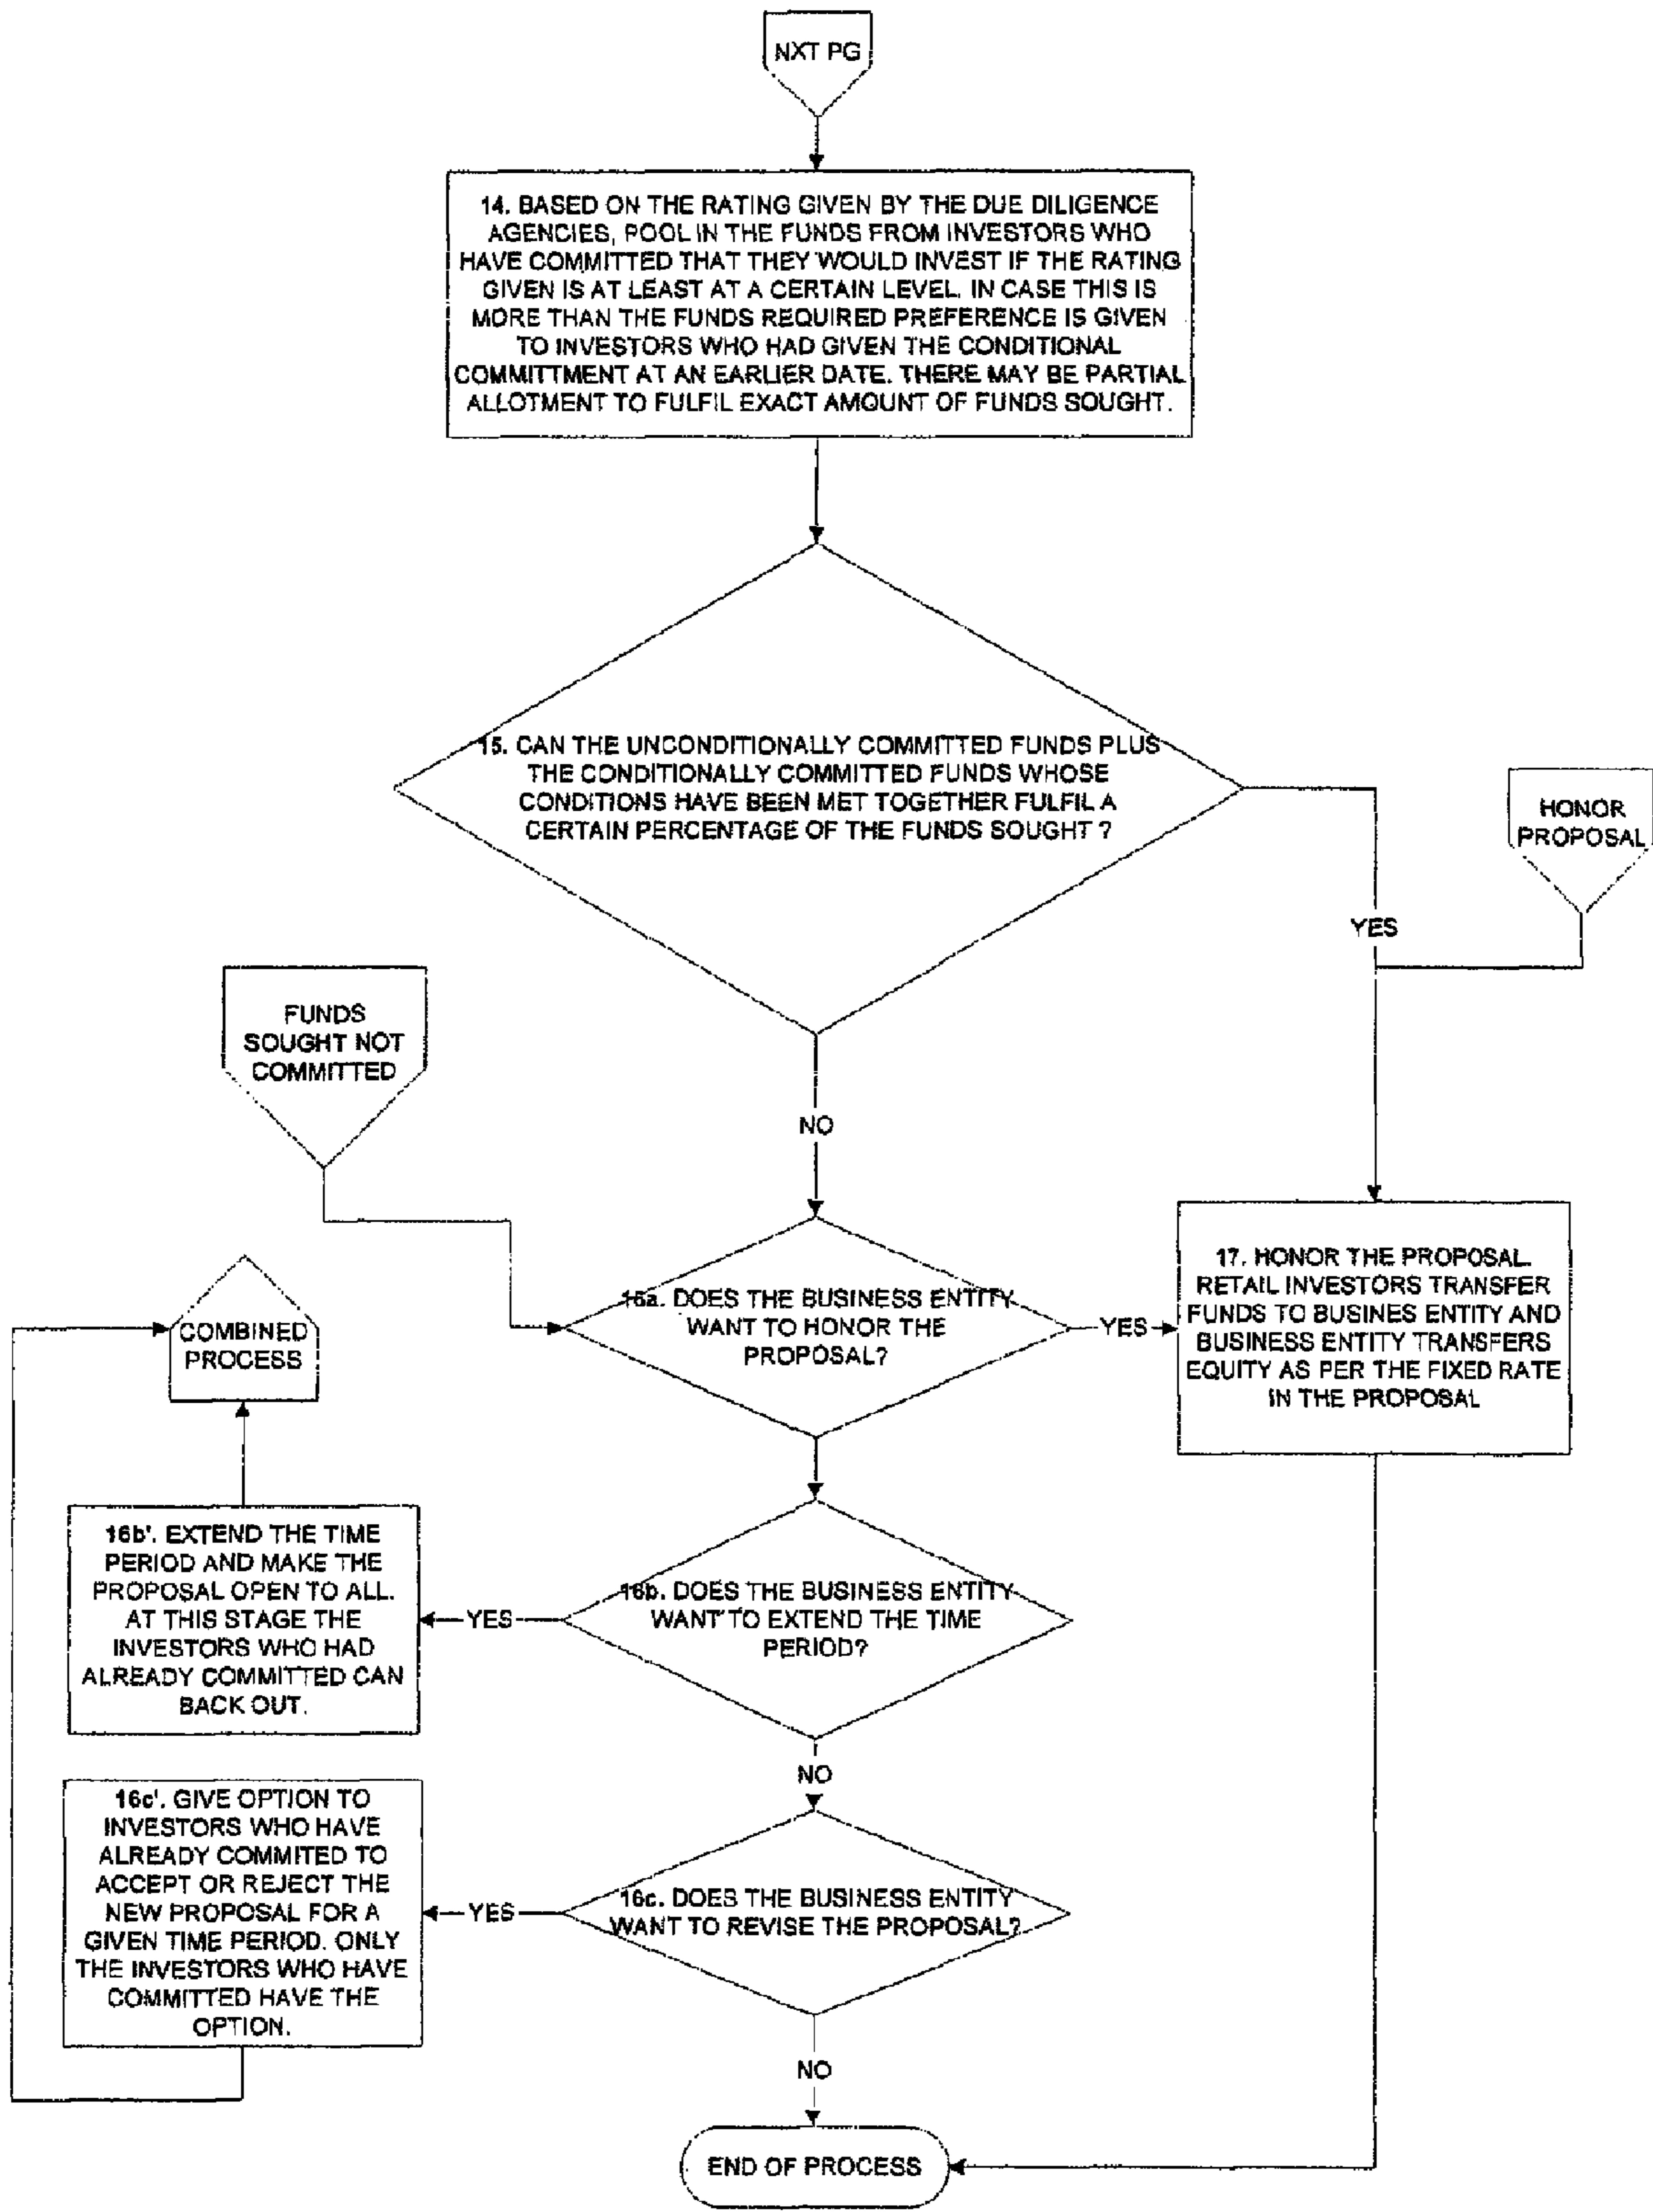 NXT PG
14. BASED ON THE RATING GIVEN BY THE DUE DILIGENCE
AGENCIES, POOL IN THE FUNDS FROM INVESTORS WHO
HAVE COMMITTED THAT THEY WOULD INVEST IF THE RATING
GIVEN IS AT LEAST AT A CERTAIN LEVEL. IN CASE THIS IS
MORE THAN THE FUNDS REQUIRED PREFERENCE IS GIVEN
TO INVESTORS WHO HAD GIVEN THE CONDITIONAL
COMMITTMENT AT AN EARLIER DATE. THERE MAY BE PARTIAL
ALLOTMENT TO FULFIL EXACT AMOUNT OF FUNDS SOUGHT.
15. CAN THE UNCONDITIONALLY COMMITTED FUNDS PLUS
THE CONDITIONALLY COMMITTED FUNDS WHOSE
CONDITIONS HAVE BEEN MET TOGETHER FULFIL A
CERTAIN PERCENTAGE OF THE FUNDS SOUGHT ?
HONOR
PROPOSAL
YES
FUNDS
SOUGHT NOT
COMMITTED
NO
16a. DOES THE BUSINESS ENTITY
WANT TO HONOR THE
PROPOSAL?
YES
17. HONOR THE PROPOSAL.
RETAIL INVESTORS TRANSFER
FUNDS TO BUSINES ENTITY AND
BUSINESS ENTITY TRANSFERS
EQUITY AS PER THE FIXED RATE
IN THE PROPOSAL
COMBINED
PROCESS
16b'. EXTEND THE TIME
PERIOD AND MAKE THE
PROPOSAL OPEN TO ALL.
AT THIS STAGE THE
INVESTORS WHO HAD
ALREADY COMMITTED CAN
BACK OUT.
YES
16b. DOES THE BUSINESS ENTITY
WANT TO EXTEND THE TIME
PERIOD?
NO
16c'. GIVE OPTION TO
INVESTORS WHO HAVE
ALREADY COMMITED TO
ACCEPT OR REJECT THE
NEW PROPOSAL FOR A
GIVEN TIME PERIOD. ONLY
THE INVESTORS WHO HAVE
COMMITTED HAVE THE
OPTION.
YES
16c. DOES THE BUSINESS ENTITY
WANT TO REVISE THE PROPOSAL?
NO
END OF PROCESS